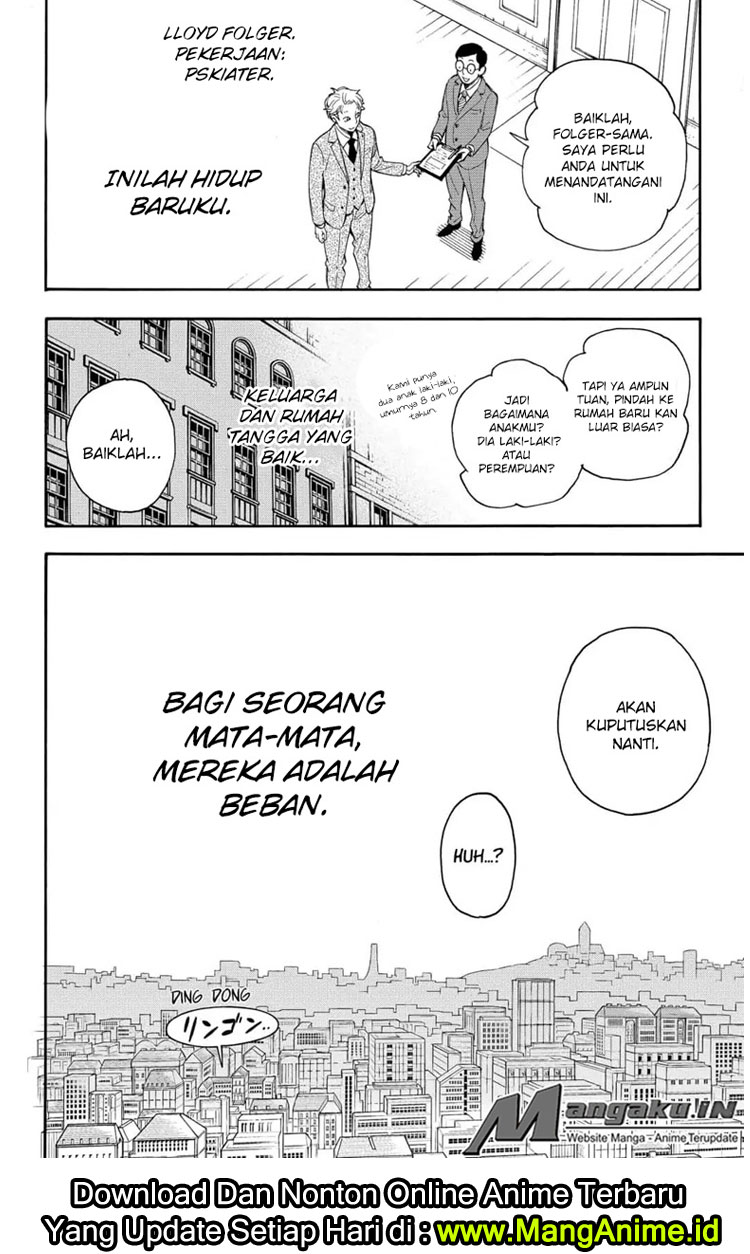 LLOYD FOLGER.
PEKERJAAN:
PSKIATER.
BAIKLAH,
FOLGER-SAMA.
SAYA PERLU
ANDA UNTUK
MENANDATANGANI
INI.
INILAH HIDUP
BARUKU.
TAPI YA AMPUN
TUAN, PINDAH KE
RUMAH BARU KAN
LUAR BIASA?
JADI
BAGAIMANA
ANAKMU?
DIA LAKI-LAKI?
ATAU
PEREMPUAN?
Kami punya
dua anak laki-laki,
umurnya 8 dan 10
tahun.
KELUARGA
DAN RUMAH
TANGGA YANG
BAIK...
AH,
BAIKLAH...
AKAN
KUPUTUSKAN
NANTI.
BAGI SEORANG
MATA-MATA,
MEREKA ADALAH
BEBAN.
HUH...?
DING DONG
リンゴン..
Mangaku.IN
Website Manga - Anime Terupdate
Download Dan Nonton Online Anime Terbaru
Yang Update Setiap Hari di : www.MangAnime.id